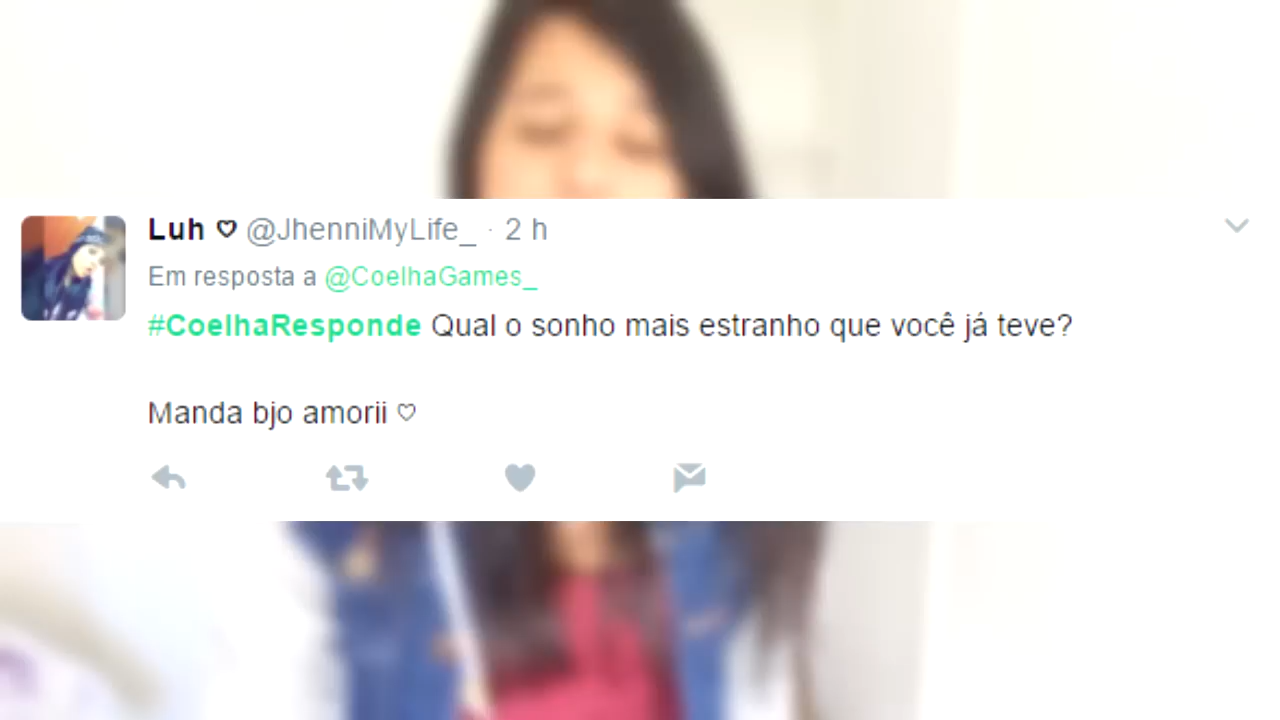 Luh ♡ @JhenniMyLife_ · 2 h
Em resposta a @CoelhaGames_
#CoelhaResponde Qual o sonho mais estranho que você já teve?
Manda bjo amorii ♡